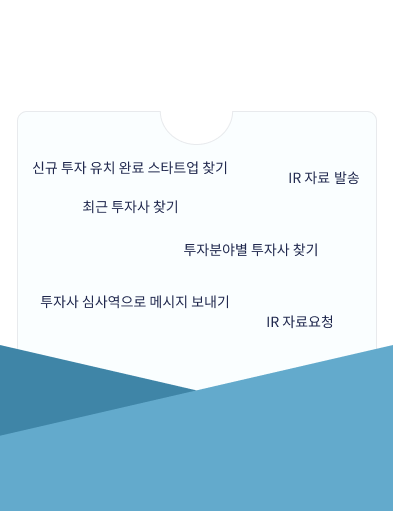 신규 투자 유치 완료 스타트업 찾기
IR 자료 발송
최근 투자사 찾기
투자분야별 투자사 찾기
투자사 심사역으로 메시지 보내기
IR 자료요청